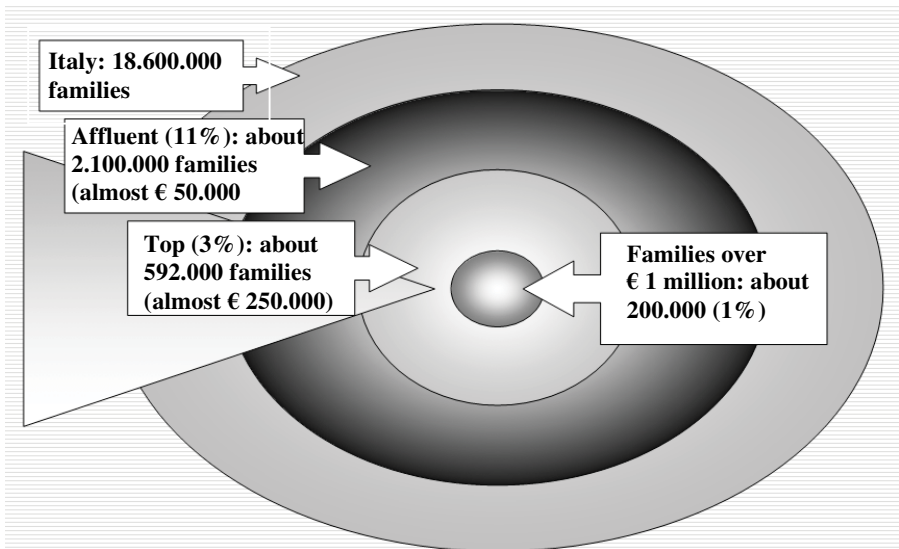 Italy: 18.600.000
families
Affluent (11%): about
2.100.000 families
(almost € 50.000
Top (3%): about
592.000 families
(almost € 250.000)
Families over
€ 1 million: about
200.000 (1%)